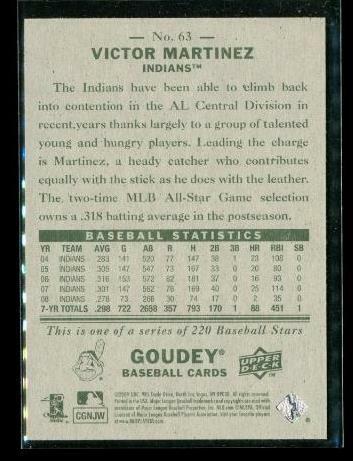 — No. 63 —
VICTOR MARTINEZ
INDIANS™
The Indians have been able to climb back
into contention in the AL Central Division in
recent years thanks largely to a group of talented
young and hungry players. Leading the charge
is Martinez, a heady catcher who contributes
equally with the stick as he does with the leather.
The two-time MLB All-Star Game selection
owns a .318 batting average in the postseason.
BASEBALL STATISTICS
YR TEAM AVG G AB R H 2B 3B HR RBI SB
04 INDIANS .283 141 520 77 147 38 1 23 108 0
05 INDIANS .305 147 547 73 167 33 0 20 80 0
06 INDIANS .316 153 572 82 181 37 0 16 93 0
07 INDIANS .301 147 562 78 169 40 0 25 114 0
08 INDIANS .278 73 266 30 74 17 0 2 35 0
7-YR TOTALS .298 722 2658 357 793 170 1 88 451 1
This is one of a series of 220 Baseball Stars
GOUDEY®
BASEBALL CARDS
UPPER
DECK
CGNJW